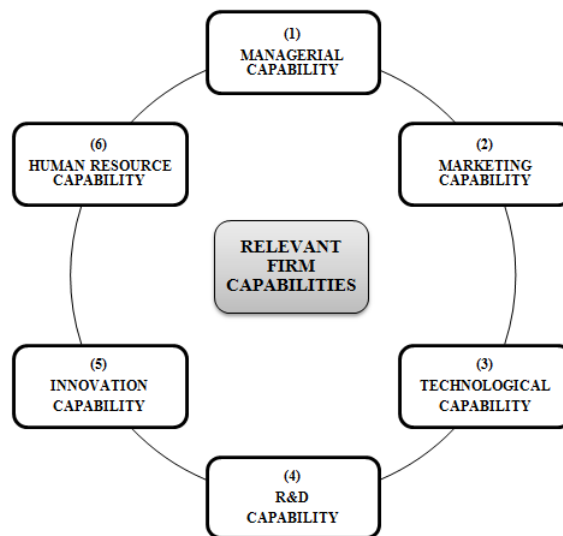 (1)
MANAGERIAL
CAPABILITY
(2)
MARKETING
CAPABILITY
(3)
TECHNOLOGICAL
CAPABILITY
(4)
R&D
CAPABILITY
(5)
INNOVATION
CAPABILITY
(6)
HUMAN RESOURCE
CAPABILITY
RELEVANT
FIRM
CAPABILITIES